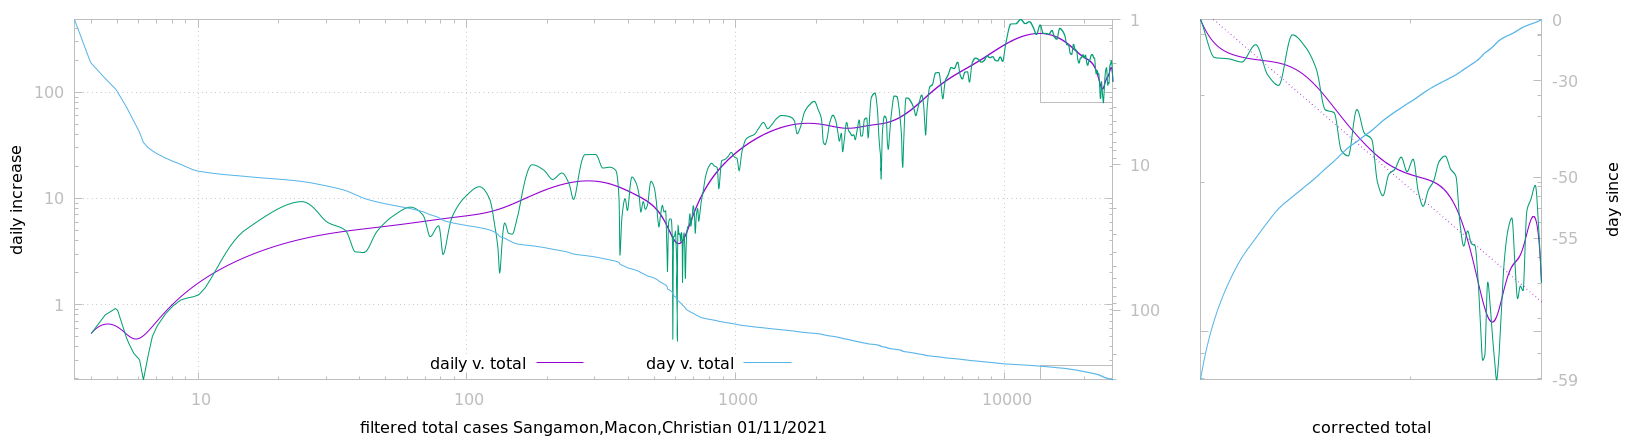 daily increase
100
10
1
10
100
1000
10000
1
10
100
daily v. total
day v. total
filtered total cases Sangamon,Macon,Christian 01/11/2021
0
-30
-50
-55
-59
day since
corrected total